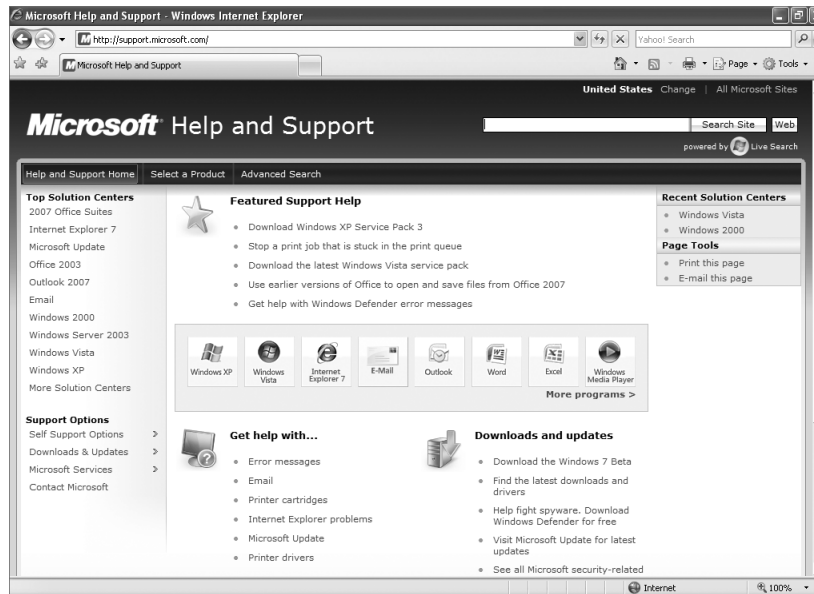 Microsoft Help and Support - Windows Internet Explorer
http://support.microsoft.com/
Yahoo! Search
Microsoft Help and Support
Page
Tools
United States Change | All Microsoft Sites
Microsoft Help and Support
Search Site Web
powered by Live Search
Help and Support Home Select a Product Advanced Search
Top Solution Centers
2007 Office Suites
Internet Explorer 7
Microsoft Update
Office 2003
Outlook 2007
Email
Windows 2000
Windows Server 2003
Windows Vista
Windows XP
More Solution Centers
Support Options
Self Support Options
Downloads & Updates
Microsoft Services
Contact Microsoft
Featured Support Help
Download Windows XP Service Pack 3
Stop a print job that is stuck in the print queue
Download the latest Windows Vista service pack
Use earlier versions of Office to open and save files from Office 2007
Get help with Windows Defender error messages
Windows XP
Windows
Vista
Internet
Explorer 7
E-Mail
Outlook
Word
Excel
Windows
Media Player
More programs >
Get help with...
Error messages
Email
Printer cartridges
Internet Explorer problems
Microsoft Update
Printer drivers
Downloads and updates
Download the Windows 7 Beta
Find the latest downloads and
drivers
Help fight spyware. Download
Windows Defender for free
Visit Microsoft Update for latest
updates
See all Microsoft security-related
Recent Solution Centers
Windows Vista
Windows 2000
Page Tools
Print this page
E-mail this page
Internet
100%